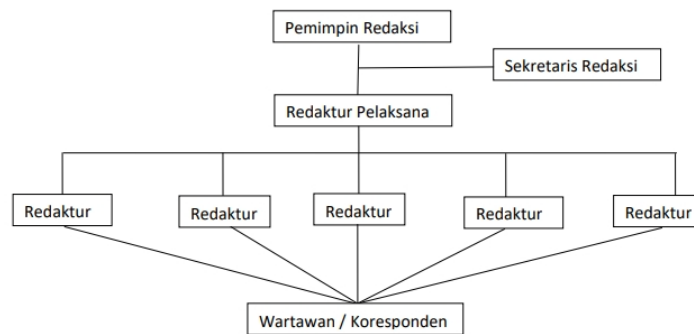 Pemimpin Redaksi
Sekretaris Redaksi
Redaktur Pelaksana
Redaktur
Redaktur
Redaktur
Redaktur
Redaktur
Wartawan / Koresponden